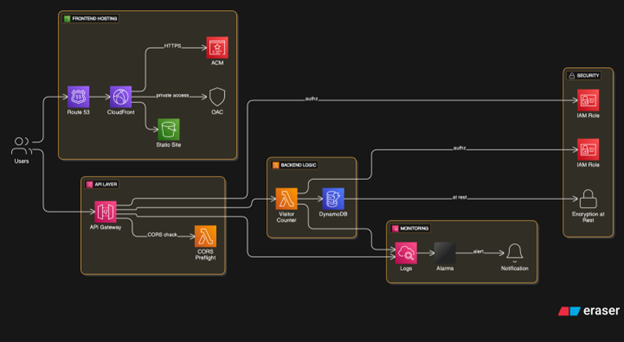 FRONTEND HOSTING
HTTPS
ACM
53
Route 53
CloudFront
private access
OAC
Static Site
Users
SECURITY
authz
IAM Role
authz
IAM Role
at rest
Encryption at
Rest
API LAYER
API Gateway
CORS check
CORS
Preflight
BACKEND LOGIC
Visitor
Counter
DynamoDB
MONITORING
Logs
Alarms
alert
Notification
eraser